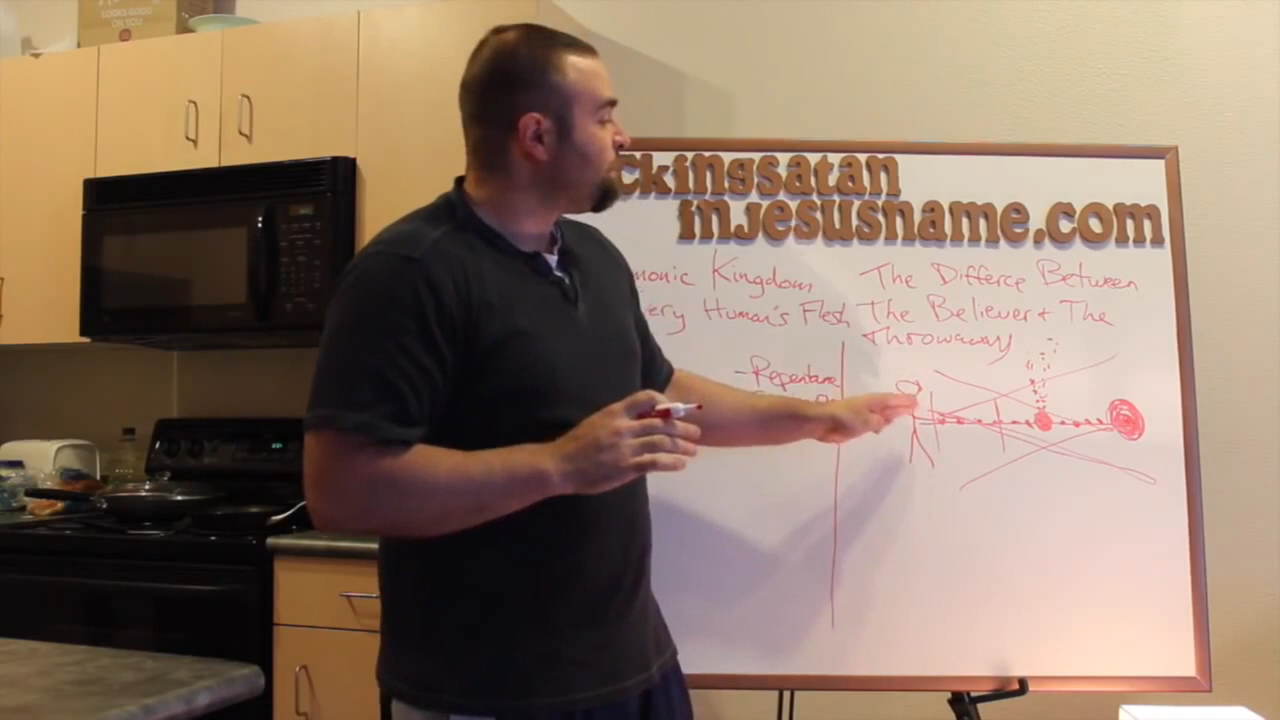 ckingsatan
injesusname.com
monic Kingdom
ery Human's Flesh
The Differce Between
The Believer + The
Throwaway
-Repentance